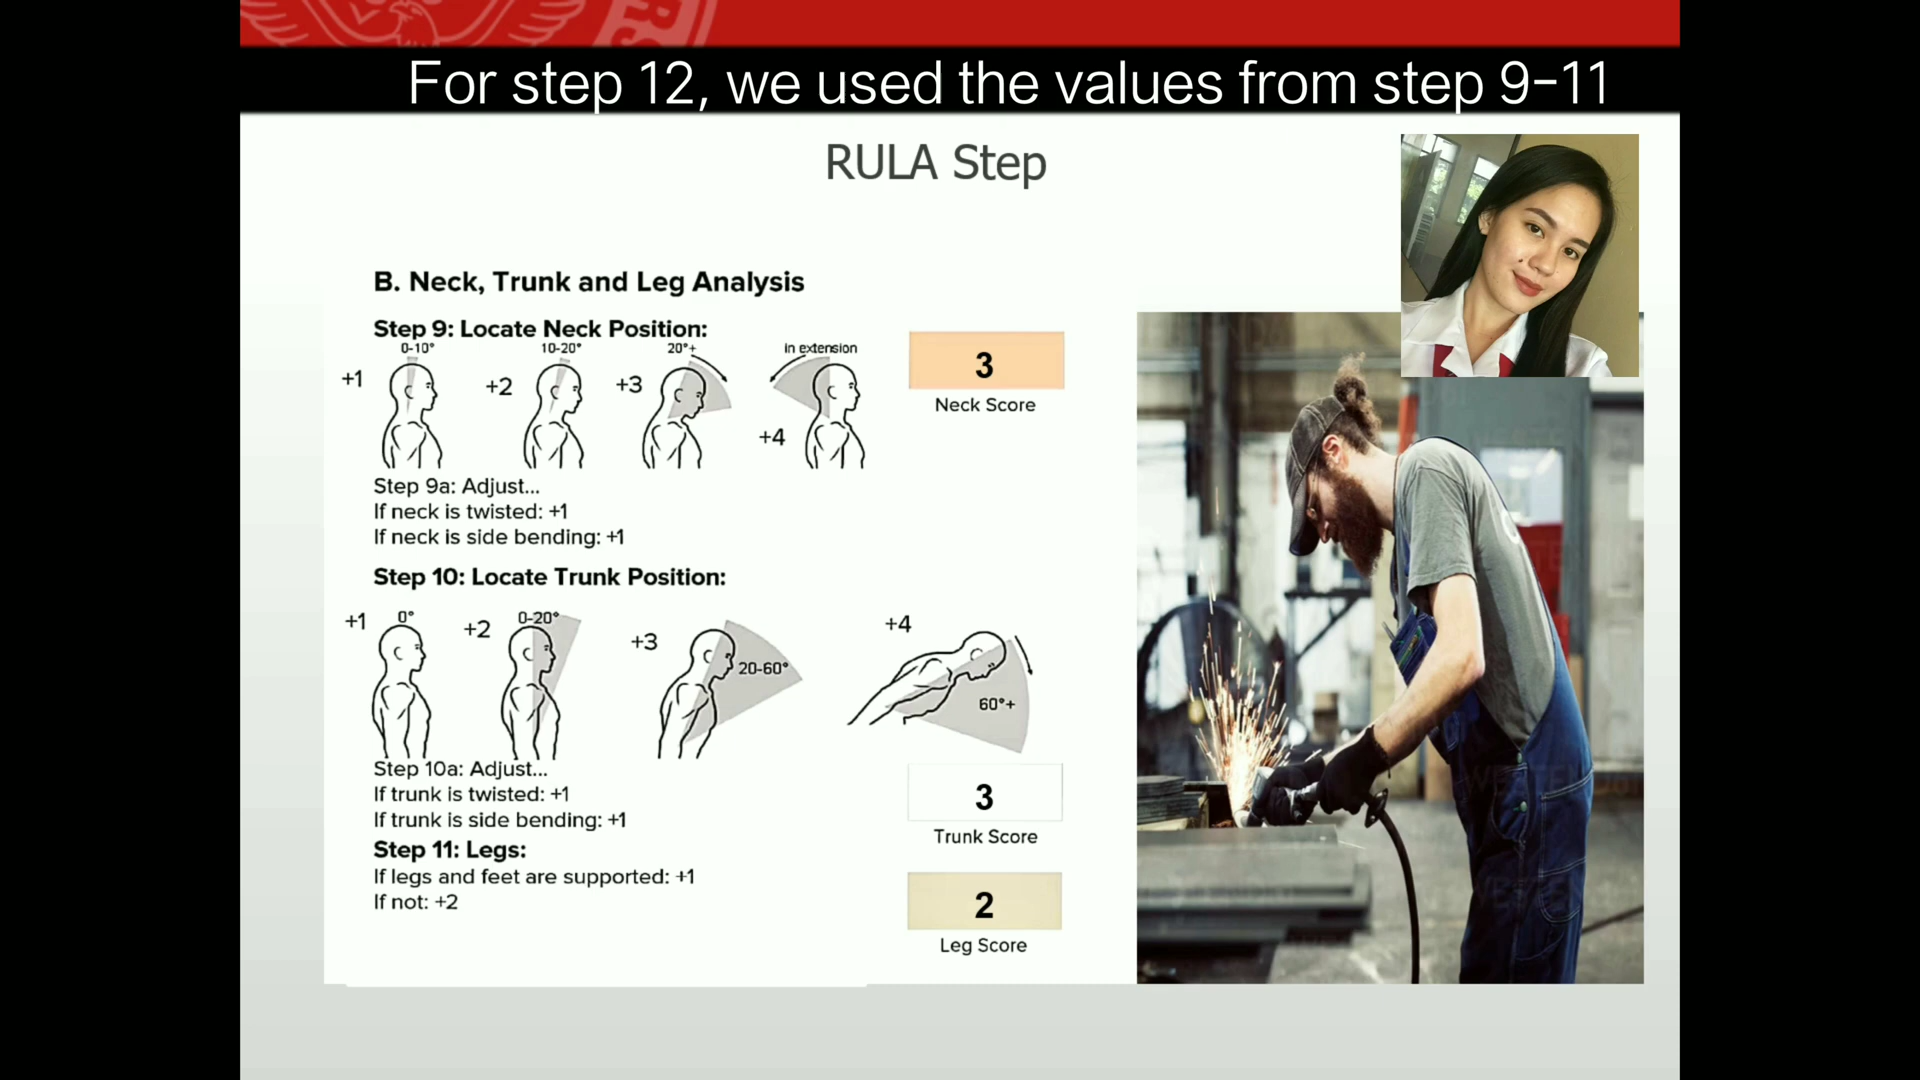 For step 12, we used the values from step 9-11
RULA Step
B. Neck, Trunk and Leg Analysis
Step 9: Locate Neck Position:
0-10°
10-20°
20°+
in extension
+1
+2
+3
+4
3
Neck Score
Step 9a: Adjust...
If neck is twisted: +1
If neck is side bending: +1
Step 10: Locate Trunk Position:
+1
0°
+2
0-20°
+3
20-60°
+4
60°+
Step 10a: Adjust...
If trunk is twisted: +1
If trunk is side bending: +1
3
Trunk Score
Step 11: Legs:
If legs and feet are supported: +1
If not: +2
2
Leg Score